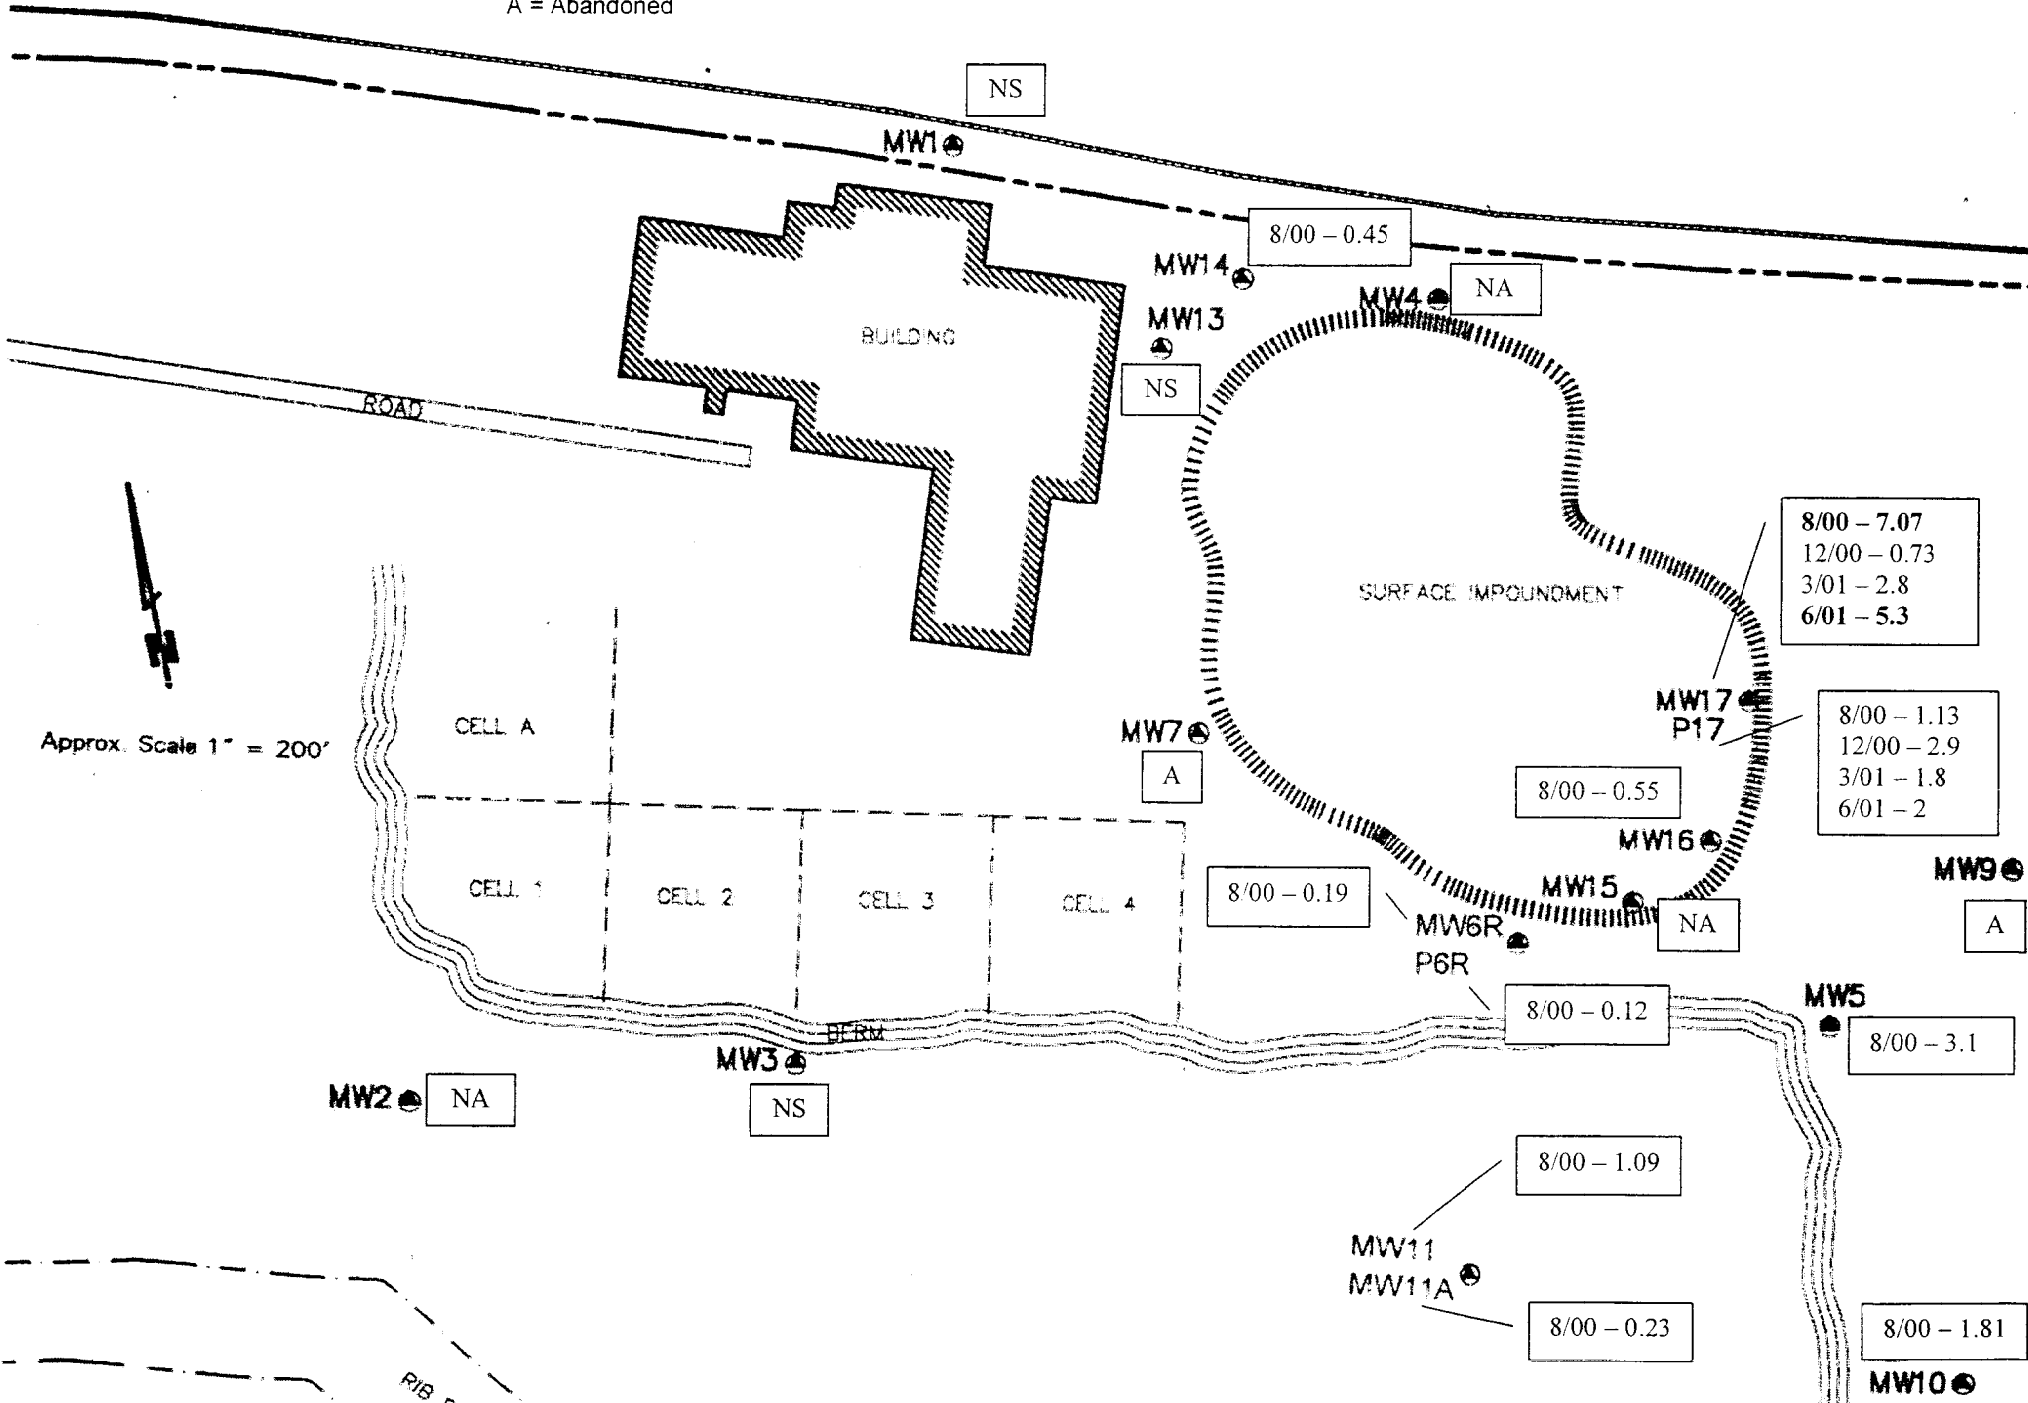 A = Abandoned
NS
MW1
8/00 – 0.45
MW14
MW4
NA
MW13
NS
BUILDING
ROAD
8/00 – 7.07
12/00 – 0.73
3/01 – 2.8
6/01 – 5.3
SURFACE IMPOUNDMENT
N
Approx. Scale 1" = 200'
CELL A
MW7
A
MW17
P17
8/00 – 1.13
12/00 – 2.9
3/01 – 1.8
6/01 – 2
8/00 – 0.55
MW16
MW9
A
CELL 1
CELL 2
CELL 3
CELL 4
8/00 – 0.19
MW15
NA
MW6R
P6R
8/00 – 0.12
MW5
8/00 – 3.1
BERM
MW3
NS
MW2
NA
8/00 – 1.09
MW11
MW11A
8/00 – 0.23
8/00 – 1.81
MW10
RIB